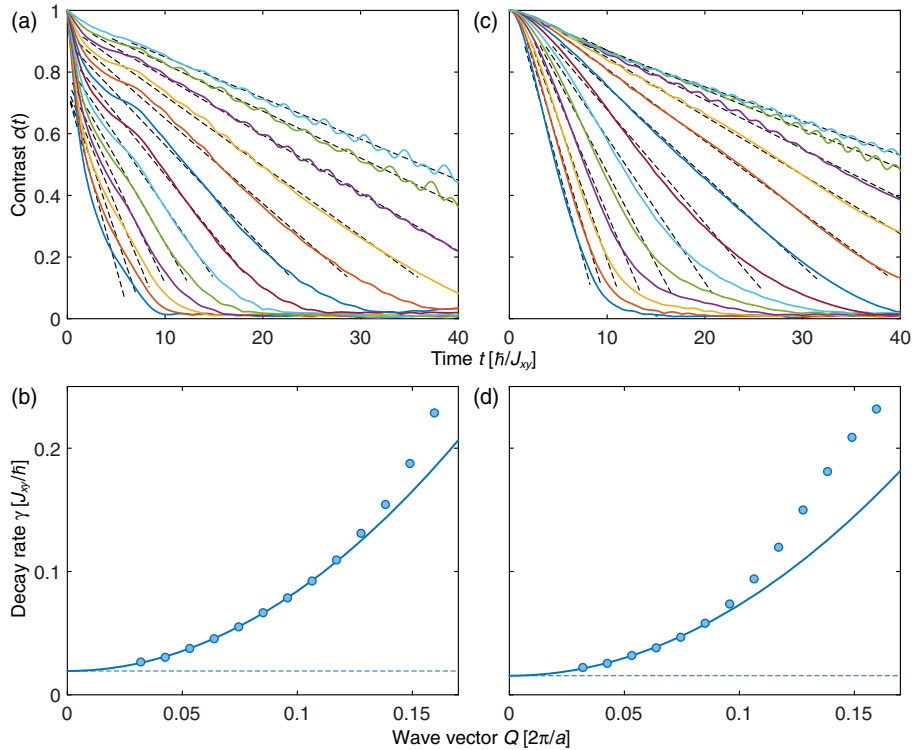 (a)
(c)
Contrast c(t)
1
0.8
0.6
0.4
0.2
0
0 10 20 30 40
0 10 20 30 40
Time t [ħ/Jxy]
(b)
(d)
Decay rate γ [Jxy/ħ]
0.2
0.1
0
0 0.05 0.1 0.15
0 0.05 0.1 0.15
Wave vector Q [2π/a]